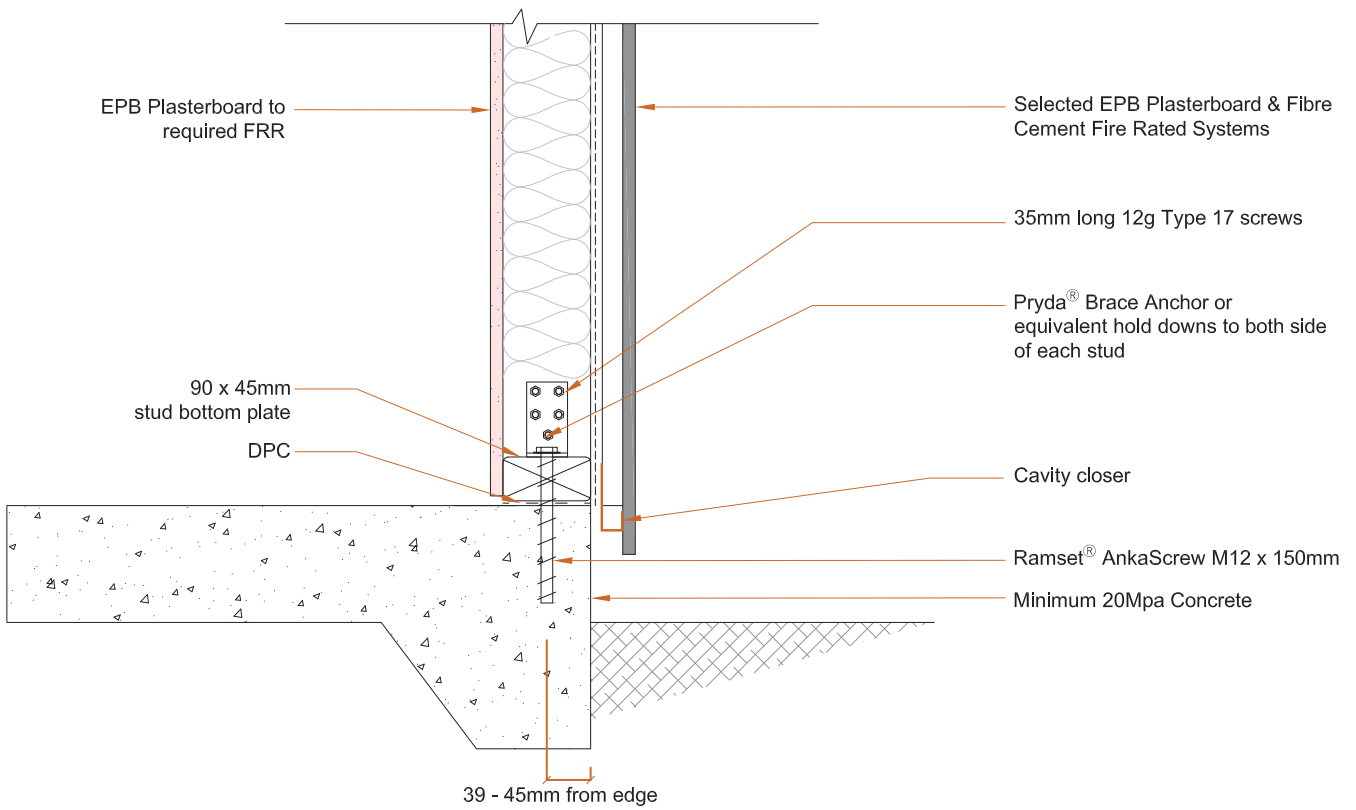 EPB Plasterboard to
required FRR
90 x 45mm
stud bottom plate
DPC
Selected EPB Plasterboard & Fibre
Cement Fire Rated Systems
35mm long 12g Type 17 screws
Pryda® Brace Anchor or
equivalent hold downs to both side
of each stud
Cavity closer
Ramset® AnkaScrew M12 x 150mm
Minimum 20Mpa Concrete
39 - 45mm from edge